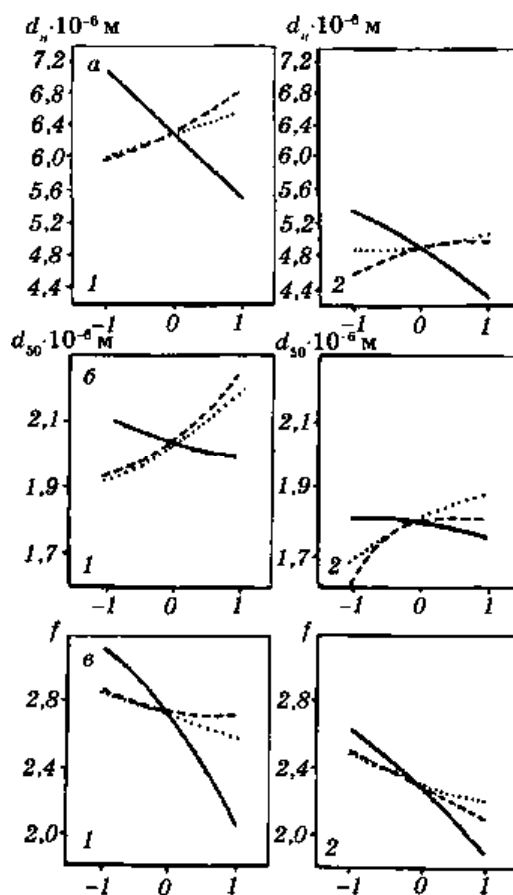 d_н·10⁻⁶ м d_н·10⁻⁶ м
7,2 а 7,2
6,8 6,8
6,4 6,4
6,0 6,0
5,6 5,6
5,2 5,2
4,8 4,8
4,4 1 4,4 2
-1 0 1 -1 0 1
d₅₀·10⁻⁶ м d₅₀·10⁻⁶ м
б
2,1 2,1
1,9 1,9
1,7 1 1,7 2
-1 0 1 -1 0 1
f f
в
2,8 2,8
2,4 2,4
2,0 1 2,0 2
-1 0 1 -1 0 1